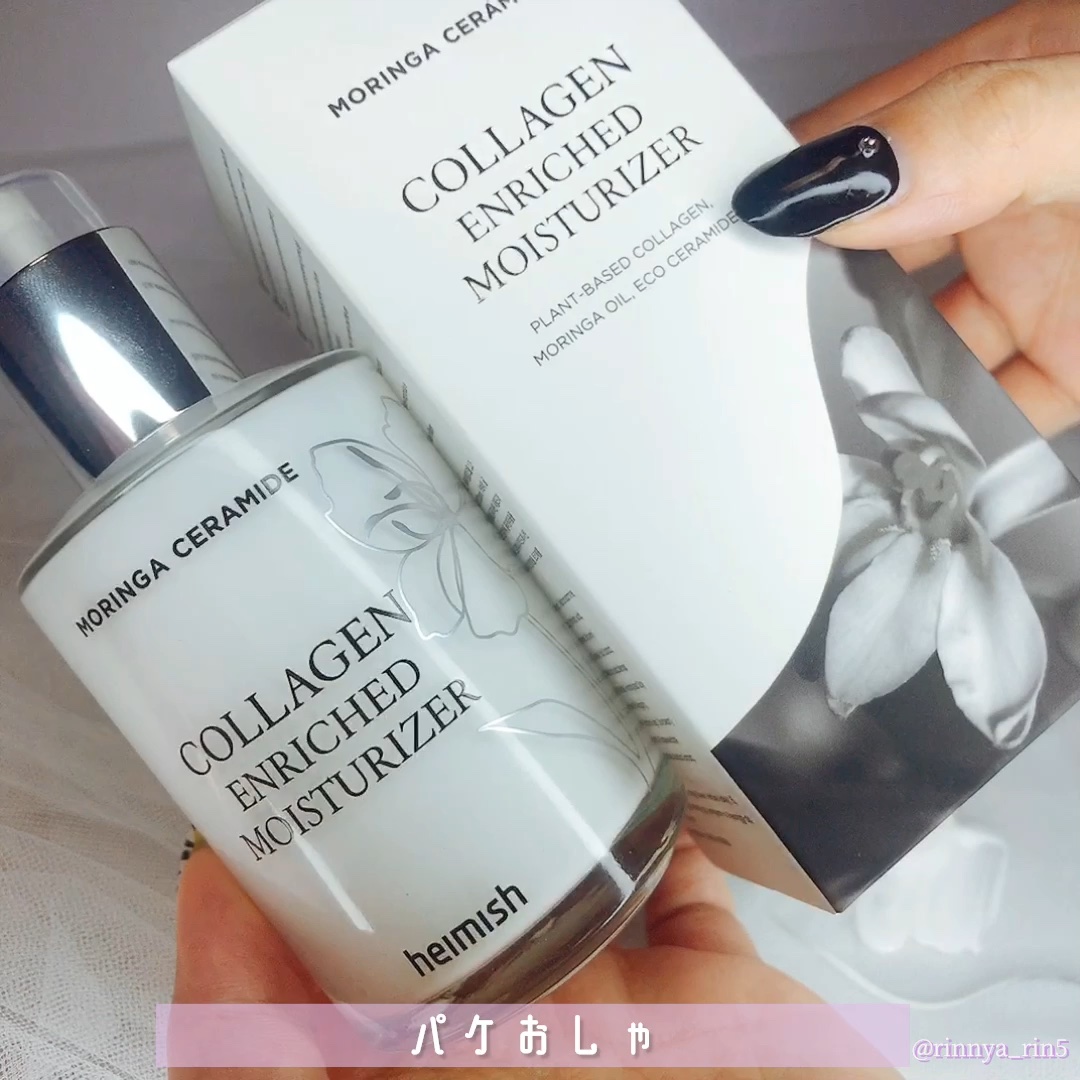 MORINGA CERAM
COLLAGEN
ENRICHED
MOISTURIZER
PLANT-BASED COLLAGEN,
MORINGA OIL, ECO CERAMIDE
MORINGA CERAMIDE
COLLAGEN
ENRICHED
MOISTURIZER
heimish
パケおしゃ
@rinnya_rin5